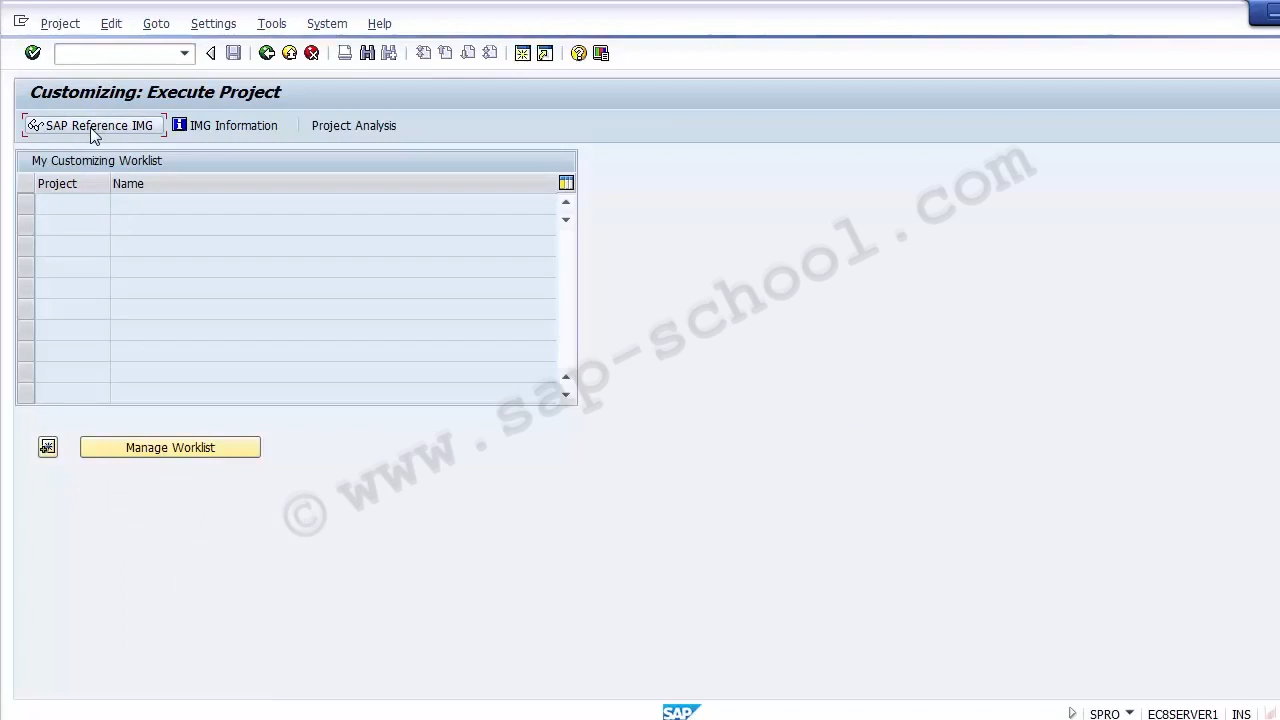 Project Edit Goto Settings Tools System Help
Customizing: Execute Project
SAP Reference IMG IMG Information Project Analysis
My Customizing Worklist
Project Name
© www.sap-school.com
Manage Worklist
SAP SPRO EC8SERVER1 INS